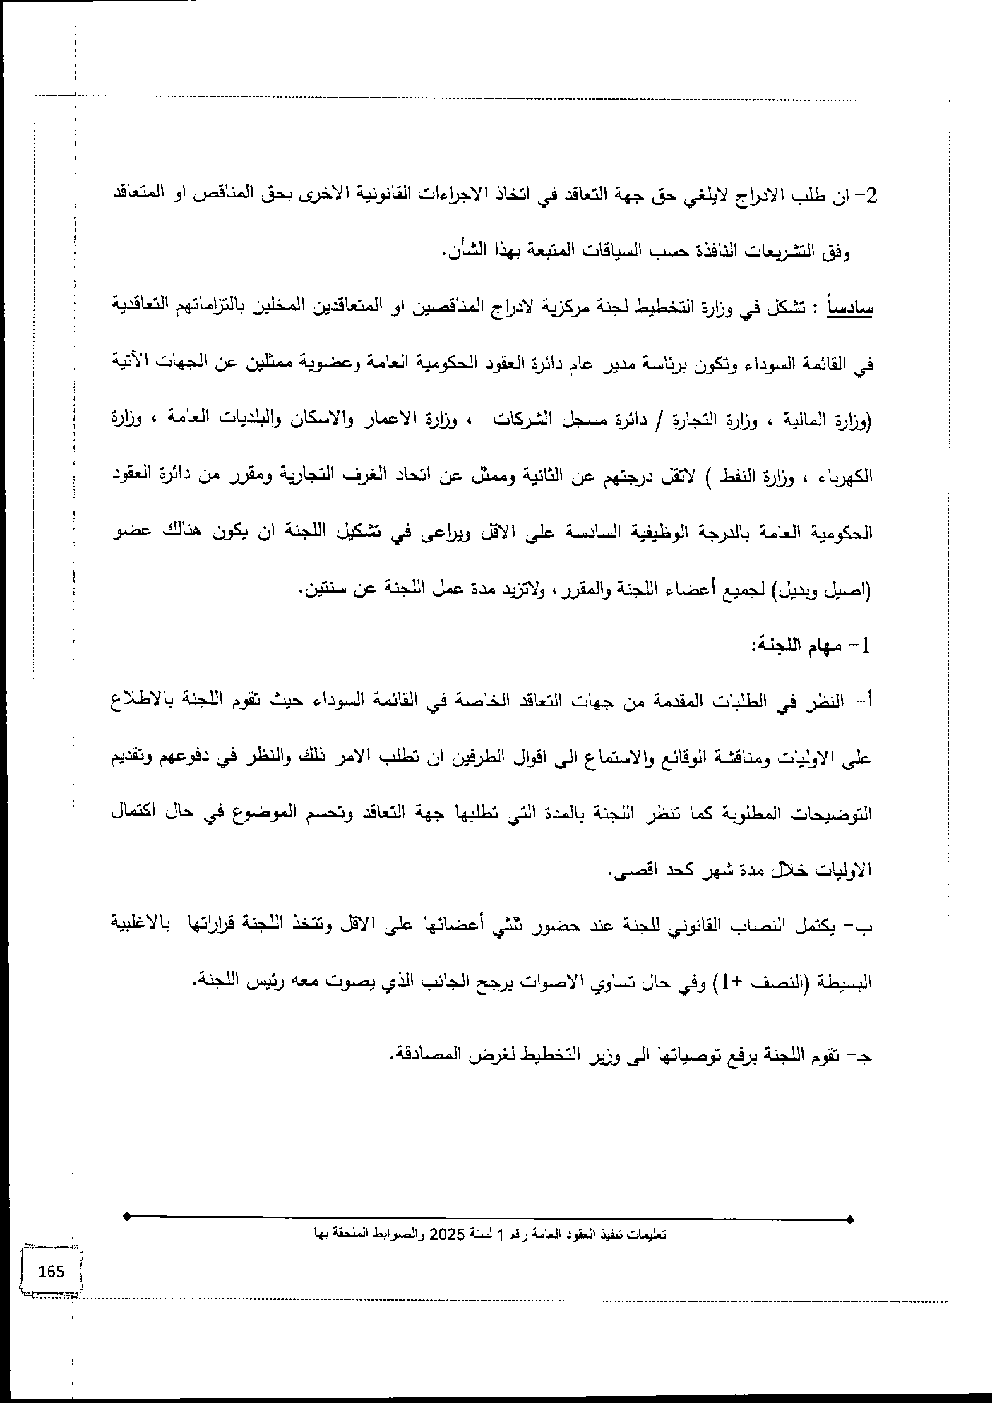 2- ان طلب الادراج لايلغي حق جهة التعاقد في اتخاذ الاجراءات القانونية الاخرى بحق المناقص او المتعاقد
وفق التشريعات النافذة حسب السياقات المتبعة بهذا الشأن.
سادساً : تشكل في وزارة التخطيط لجنة مركزية لادراج المناقصين او المتعاقدين المخلين بالتزاماتهم التعاقدية
في القائمة السوداء وتكون برئاسة مدير عام دائرة العقود الحكومية العامة وعضوية ممثلين عن الجهات الآتية
(وزارة المالية ، وزارة التجارة / دائرة مسجل الشركات ، وزارة الاعمار والاسكان والبلديات العامة ، وزارة
الكهرباء ، وزارة النفط ) لاتقل درجتهم عن الثانية وممثل عن اتحاد الغرف التجارية ومقرر من دائرة العقود
الحكومية العامة بالدرجة الوظيفية السادسة على الاقل ويراعى في تشكيل اللجنة ان يكون هنالك عضو
(اصيل وبديل) لجميع أعضاء اللجنة والمقرر، ولاتزيد مدة عمل اللجنة عن سنتين.
1- مهام اللجنة:
أ- النظر في الطلبات المقدمة من جهات التعاقد الخاصة في القائمة السوداء حيث تقوم اللجنة بالاطلاع
على الاوليات ومناقشة الوقائع والاستماع الى اقوال الطرفين ان تطلب الامر ذلك والنظر في دفوعهم وتقديم
التوضيحات المطلوبة كما تنظر اللجنة بالمدة التي تطلبها جهة التعاقد وتحسم الموضوع في حال اكتمال
الاوليات خلال مدة شهر كحد اقصى.
ب- يكتمل النصاب القانوني للجنة عند حضور ثلثي أعضائها على الاقل وتتخذ اللجنة قراراتها بالاغلبية
البسيطة (النصف +1) وفي حال تساوي الاصوات يرجح الجانب الذي يصوت معه رئيس اللجنة.
جـ- تقوم اللجنة برفع توصياتها الى وزير التخطيط لغرض المصادقة.
تعليمات تنفيذ العقود العامة رقم 1 لسنة 2025 والضوابط الملحقة بها
165